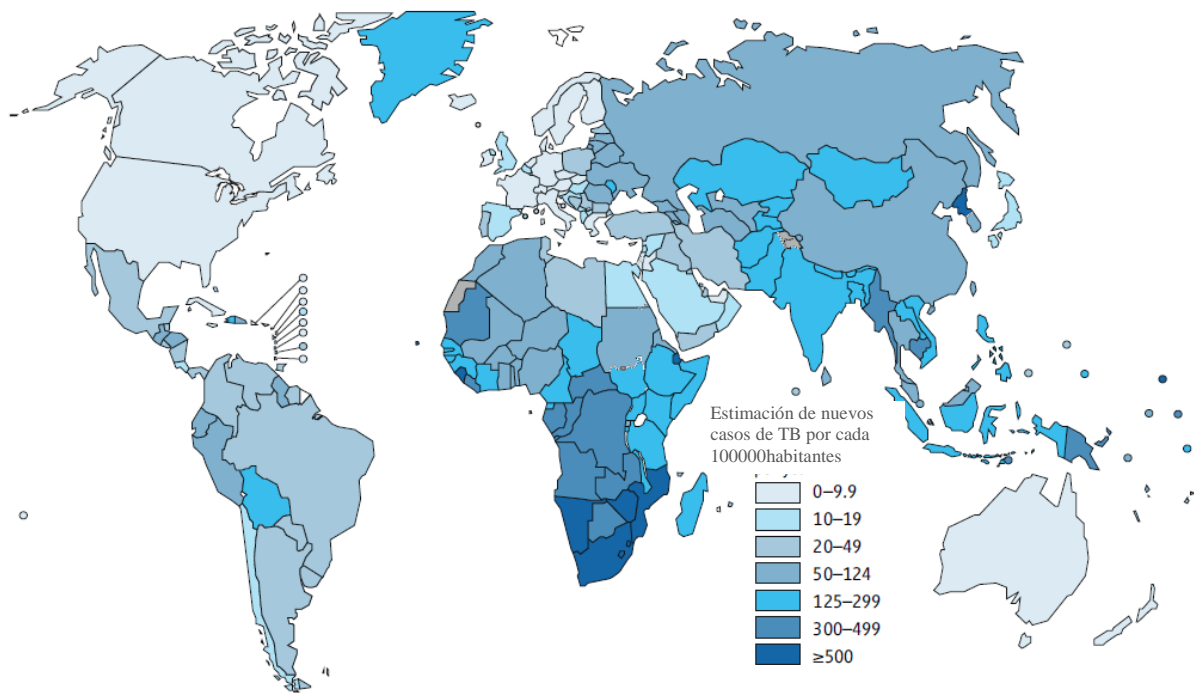 Estimación de nuevos
casos de TB por cada
100000habitantes
0–9.9
10–19
20–49
50–124
125–299
300–499
≥500